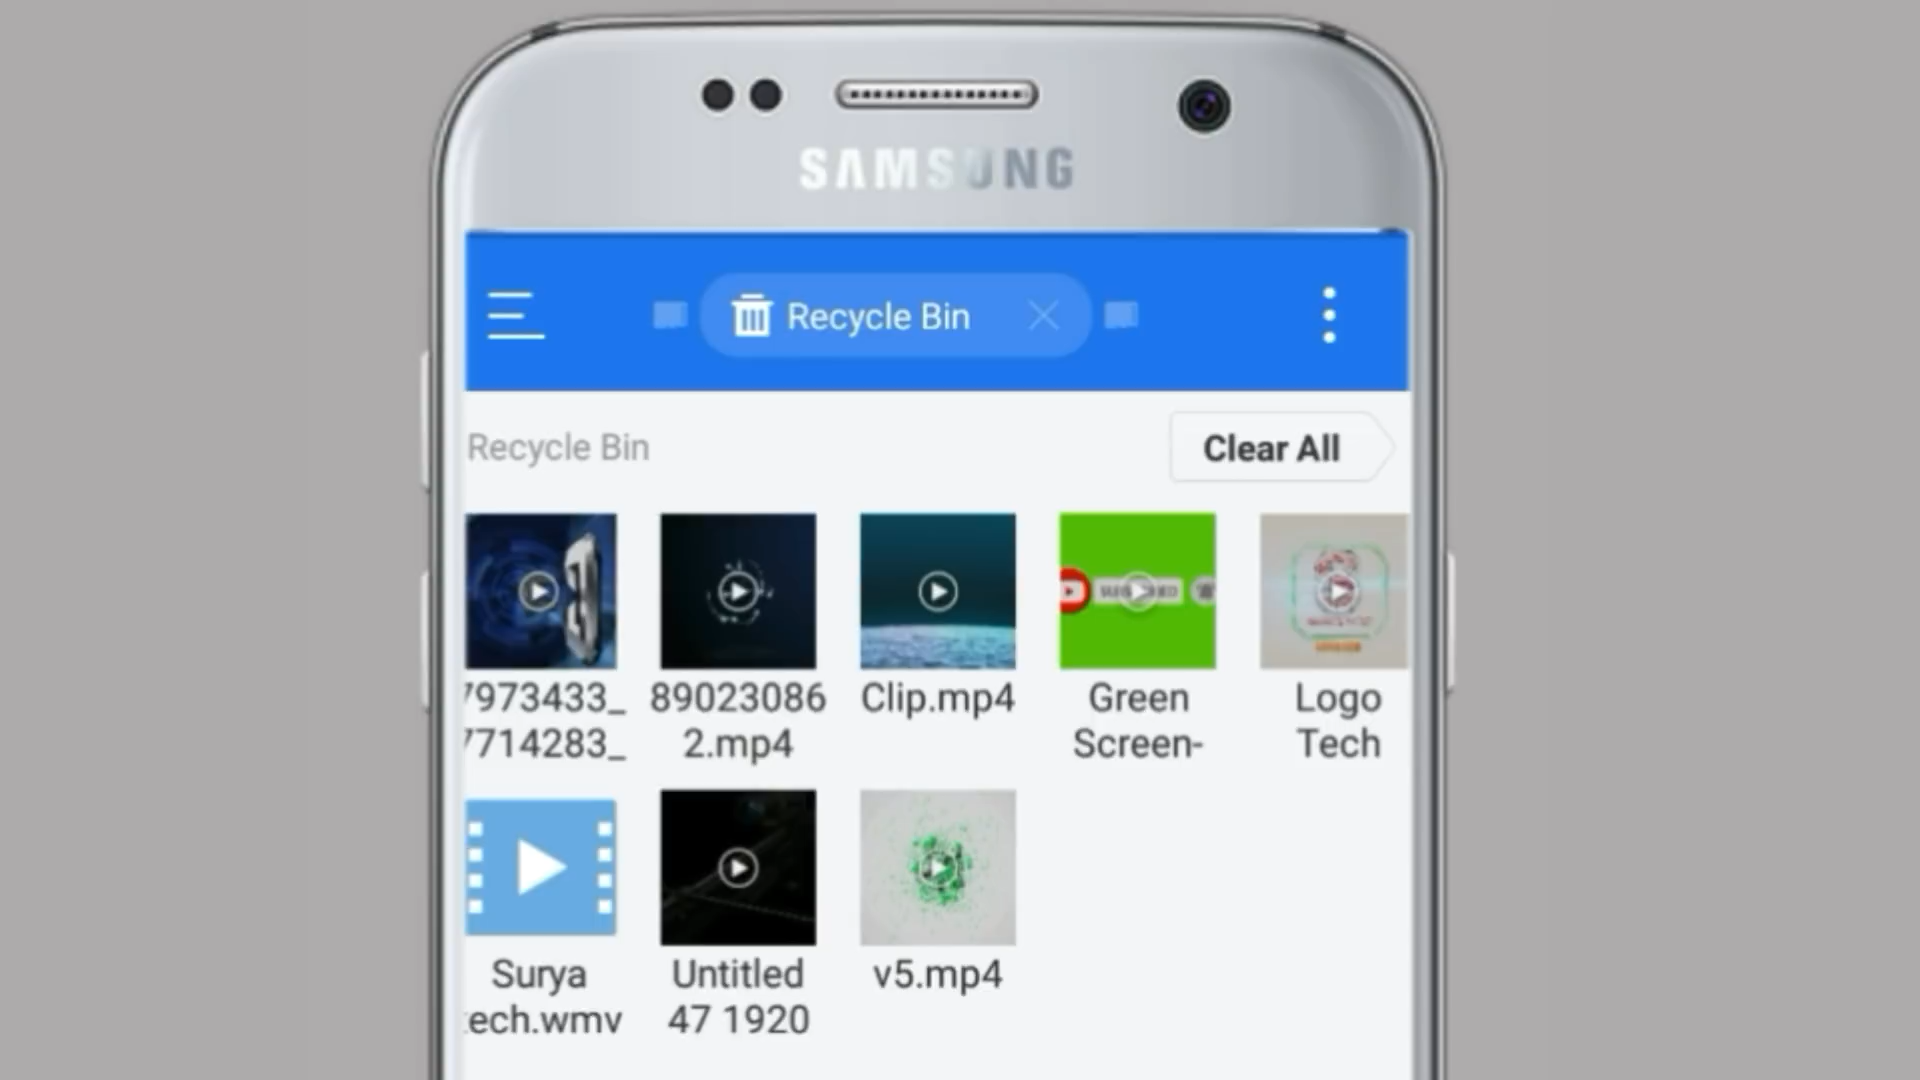 SAMSUNG
Recycle Bin
Recycle Bin
Clear All
7973433_
7714283_
89023086
2.mp4
Clip.mp4
Green
Screen-
Logo
Tech
Surya
tech.wmv
Untitled
47 1920
v5.mp4